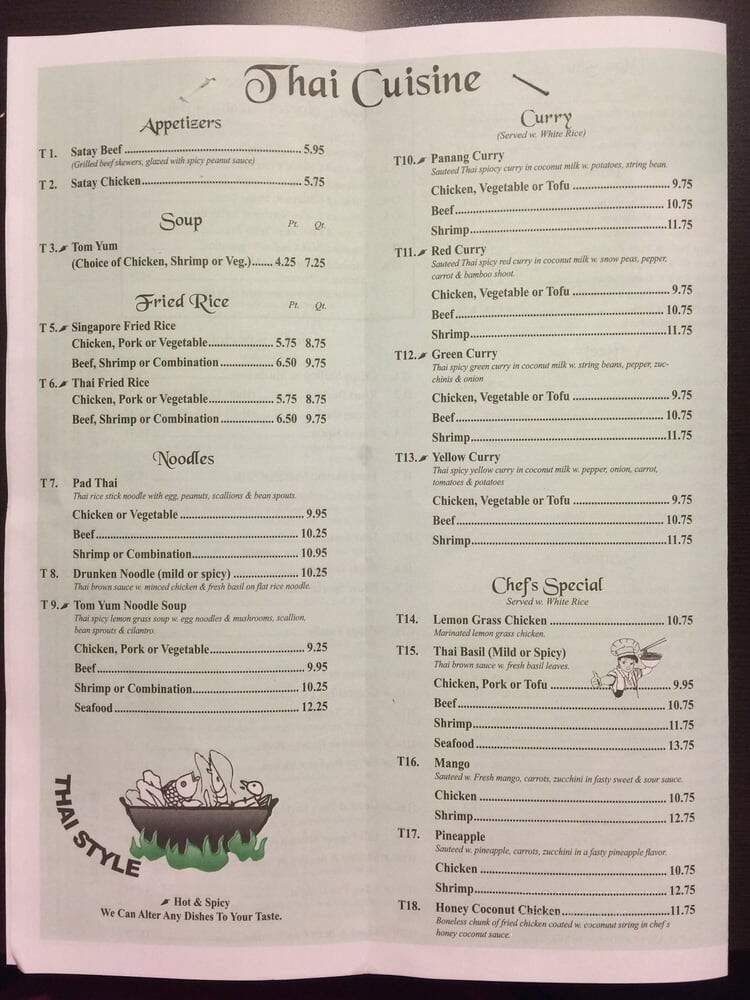 Thai Cuisine
Appetizers
T 1. Satay Beef 5.95
(Grilled beef skewers, glazed with spicy peanut sauce)
T 2. Satay Chicken 5.75
Soup Pt. Qt.
T 3. Tom Yum
(Choice of Chicken, Shrimp or Veg.) 4.25 7.25
Fried Rice Pt. Qt.
T 5. Singapore Fried Rice
Chicken, Pork or Vegetable 5.75 8.75
Beef, Shrimp or Combination 6.50 9.75
T 6. Thai Fried Rice
Chicken, Pork or Vegetable 5.75 8.75
Beef, Shrimp or Combination 6.50 9.75
Noodles
T 7. Pad Thai
Thai rice stick noodle with egg, peanuts, scallions & bean spouts.
Chicken or Vegetable 9.95
Beef 10.25
Shrimp or Combination 10.95
T 8. Drunken Noodle (mild or spicy) 10.25
Thai brown sauce w. minced chicken & fresh basil on flat rice noodle.
T 9. Tom Yum Noodle Soup
Thai spicy lemon grass soup w. egg noodles & mushrooms, scallion,
bean sprouts & cilantro.
Chicken, Pork or Vegetable 9.25
Beef 9.95
Shrimp or Combination 10.25
Seafood 12.25
THAI STYLE
Hot & Spicy
We Can Alter Any Dishes To Your Taste.
Curry
(Served w. White Rice)
T10. Panang Curry
Sauteed Thai spiocy curry in coconut milk w. potatoes, string bean.
Chicken, Vegetable or Tofu 9.75
Beef 10.75
Shrimp 11.75
T11. Red Curry
Sauteed Thai spicy red curry in coconut milk w. snow peas, pepper,
carrot & bamboo shoot.
Chicken, Vegetable or Tofu 9.75
Beef 10.75
Shrimp 11.75
T12. Green Curry
Thai spicy green curry in coconut milk w. string beans, pepper, zuc-
chinis & onion
Chicken, Vegetable or Tofu 9.75
Beef 10.75
Shrimp 11.75
T13. Yellow Curry
Thai spicy yellow curry in coconut milk w. pepper, onion, carrot,
tomatoes & potatoes
Chicken, Vegetable or Tofu 9.75
Beef 10.75
Shrimp 11.75
Chef's Special
Served w. White Rice
T14. Lemon Grass Chicken 10.75
Marinated lemon grass chicken.
T15. Thai Basil (Mild or Spicy)
Thai brown sauce w. fresh basil leaves.
Chicken, Pork or Tofu 9.95
Beef 10.75
Shrimp 11.75
Seafood 13.75
T16. Mango
Sauteed w. Fresh mango, carrots, zucchini in fasty sweet & sour sauce.
Chicken 10.75
Shrimp 12.75
T17. Pineapple
Sauteed w. pineapple, carrots, zucchini in a fasty pineapple flavor.
Chicken 10.75
Shrimp 12.75
T18. Honey Coconut Chicken 11.75
Boneless chunk of fried chicken coated w. coconuut string in chef's
honey coconut sauce.